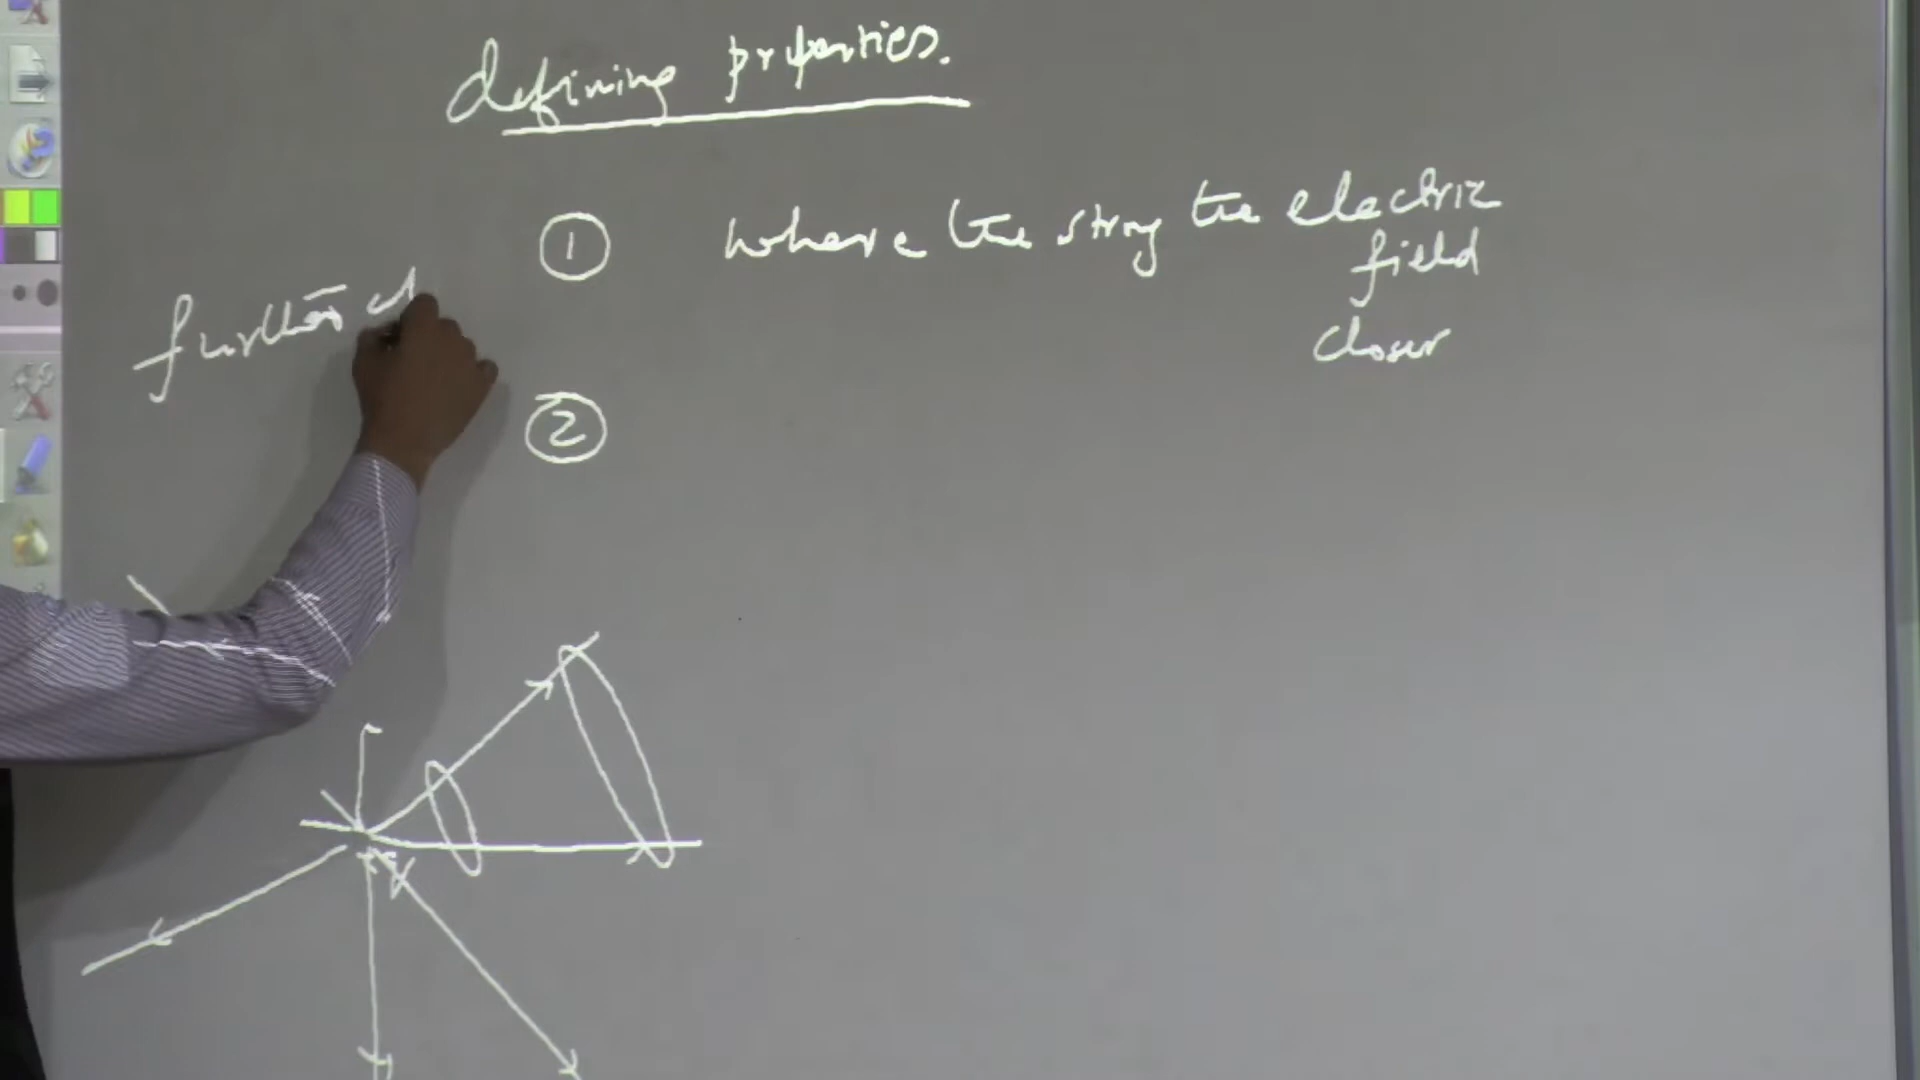 defining properties.
① where the strong the electric
field
closer
further
②